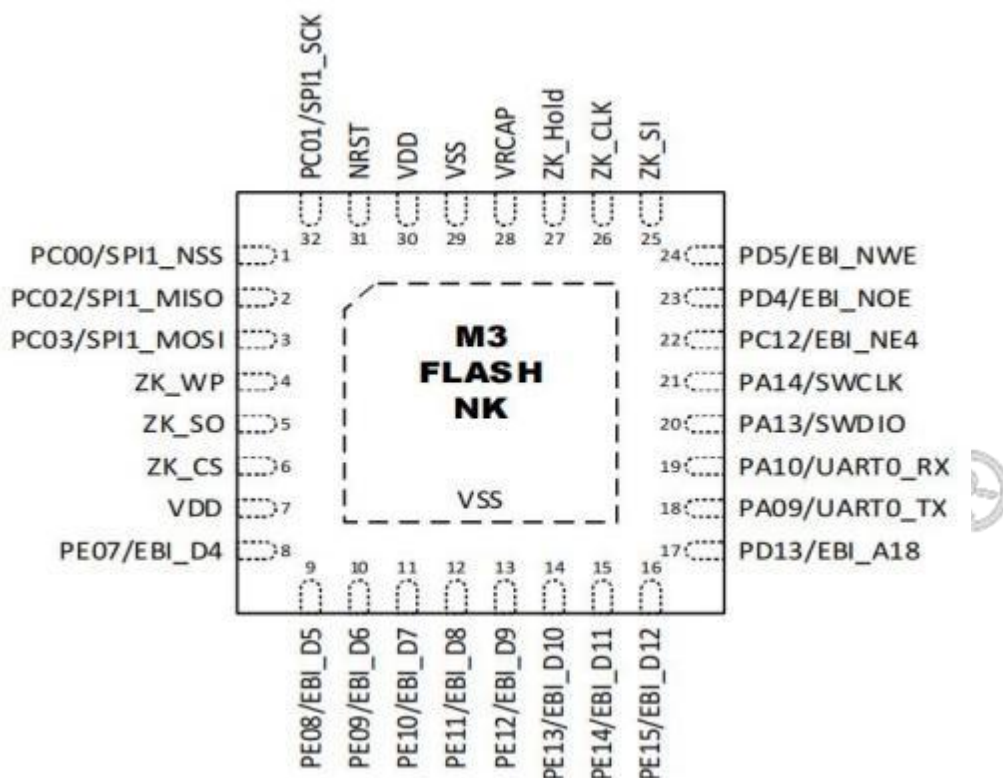 PC01/SPI1_SCK
NRST
VDD
VSS
VRCAP
ZK_Hold
ZK_CLK
ZK_SI
32
31
30
29
28
27
26
25
PC00/SPI1_NSS 1
PC02/SPI1_MISO 2
PC03/SPI1_MOSI 3
ZK_WP 4
ZK_SO 5
ZK_CS 6
VDD 7
PE07/EBI_D4 8
M3
FLASH
NK
VSS
24 PD5/EBI_NWE
23 PD4/EBI_NOE
22 PC12/EBI_NE4
21 PA14/SWCLK
20 PA13/SWDIO
19 PA10/UART0_RX
18 PA09/UART0_TX
17 PD13/EBI_A18
9
10
11
12
13
14
15
16
PE08/EBI_D5
PE09/EBI_D6
PE10/EBI_D7
PE11/EBI_D8
PE12/EBI_D9
PE13/EBI_D10
PE14/EBI_D11
PE15/EBI_D12